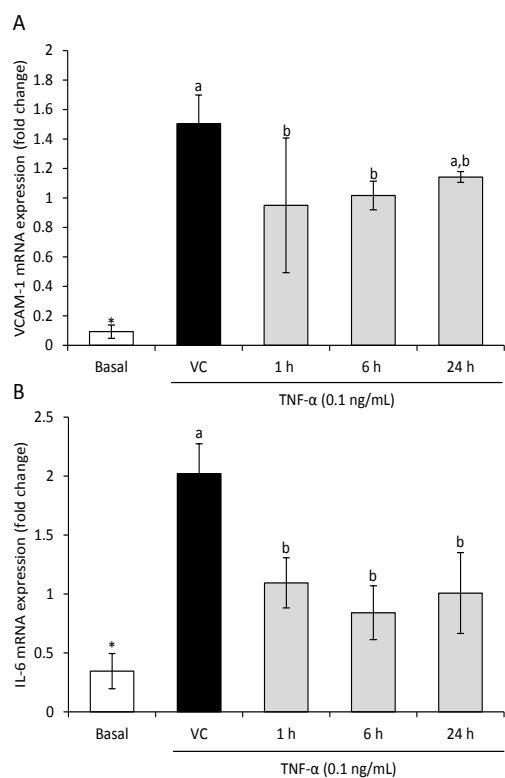 A
VCAM-1 mRNA expression (fold change)
2
1.8
1.6
1.4
1.2
1
0.8
0.6
0.4
0.2
0
*
a
b
b
a,b
Basal VC 1 h 6 h 24 h
TNF-α (0.1 ng/mL)
B
IL-6 mRNA expression (fold change)
2.5
2
1.5
1
0.5
0
*
a
b
b
b
Basal VC 1 h 6 h 24 h
TNF-α (0.1 ng/mL)